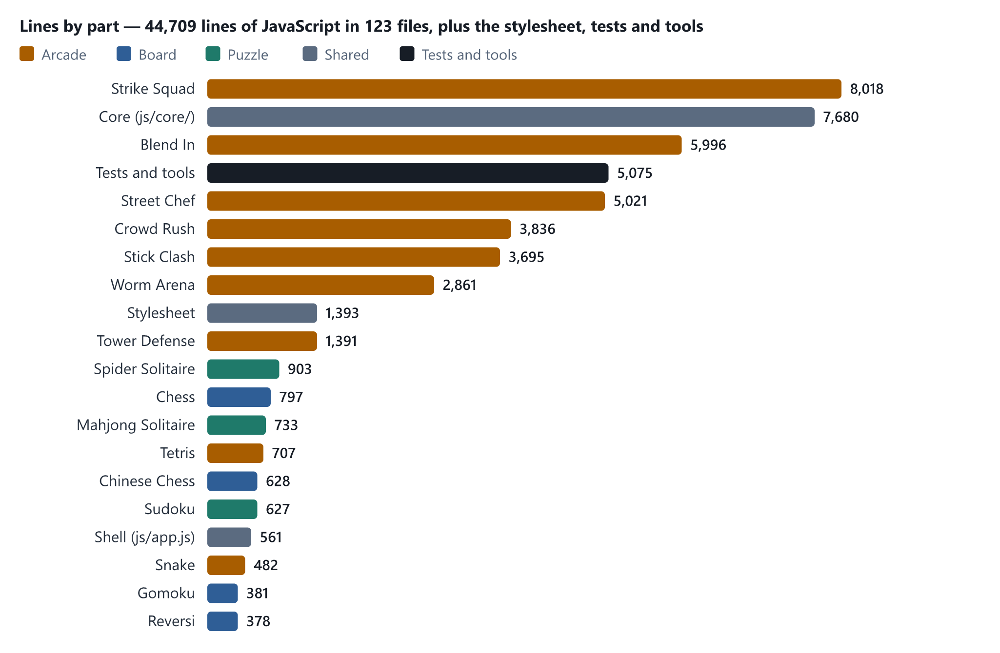 Lines by part — 44,709 lines of JavaScript in 123 files, plus the stylesheet, tests and tools
Arcade Board Puzzle Shared Tests and tools
Strike Squad 8,018
Core (js/core/) 7,680
Blend In 5,996
Tests and tools 5,075
Street Chef 5,021
Crowd Rush 3,836
Stick Clash 3,695
Worm Arena 2,861
Stylesheet 1,393
Tower Defense 1,391
Spider Solitaire 903
Chess 797
Mahjong Solitaire 733
Tetris 707
Chinese Chess 628
Sudoku 627
Shell (js/app.js) 561
Snake 482
Gomoku 381
Reversi 378